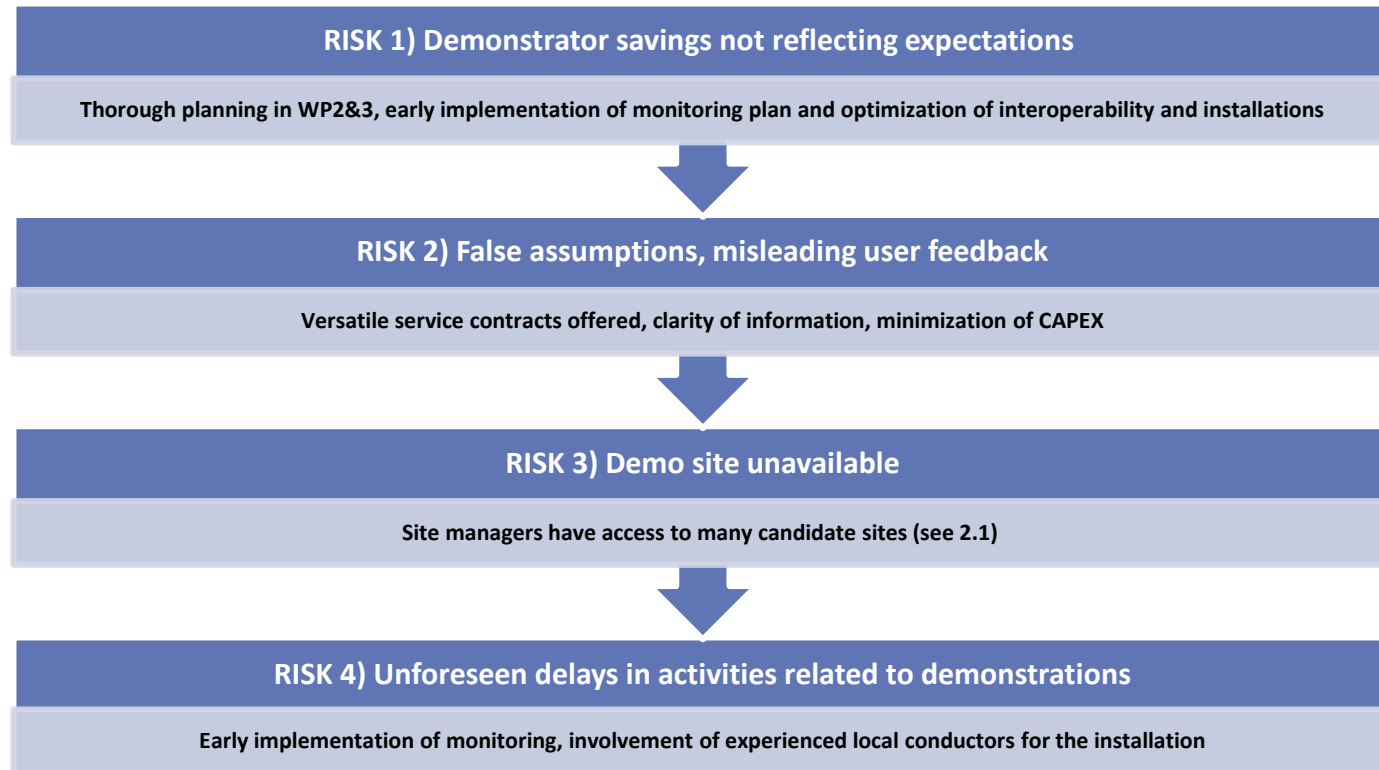 RISK 1) Demonstrator savings not reflecting expectations
Thorough planning in WP2&3, early implementation of monitoring plan and optimization of interoperability and installations
RISK 2) False assumptions, misleading user feedback
Versatile service contracts offered, clarity of information, minimization of CAPEX
RISK 3) Demo site unavailable
Site managers have access to many candidate sites (see 2.1)
RISK 4) Unforeseen delays in activities related to demonstrations
Early implementation of monitoring, involvement of experienced local conductors for the installation